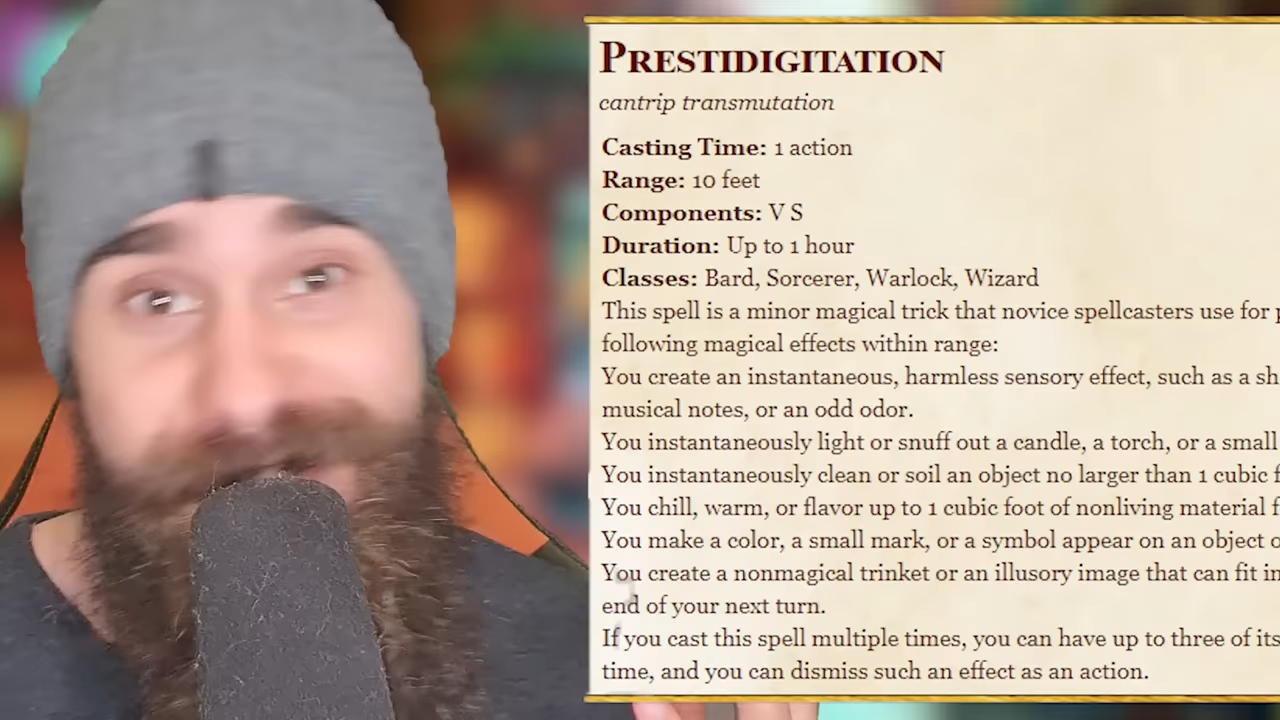 PRESTIDIGITATION
cantrip transmutation
Casting Time: 1 action
Range: 10 feet
Components: V S
Duration: Up to 1 hour
Classes: Bard, Sorcerer, Warlock, Wizard
This spell is a minor magical trick that novice spellcasters use for
following magical effects within range:
You create an instantaneous, harmless sensory effect, such as a
musical notes, or an odd odor.
You instantaneously light or snuff out a candle, a torch, or a small
You instantaneously clean or soil an object no larger than 1 cubic
You chill, warm, or flavor up to 1 cubic foot of nonliving material
You make a color, a small mark, or a symbol appear on an object
You create a nonmagical trinket or an illusory image that can fit in
end of your next turn.
If you cast this spell multiple times, you can have up to three of its
time, and you can dismiss such an effect as an action.